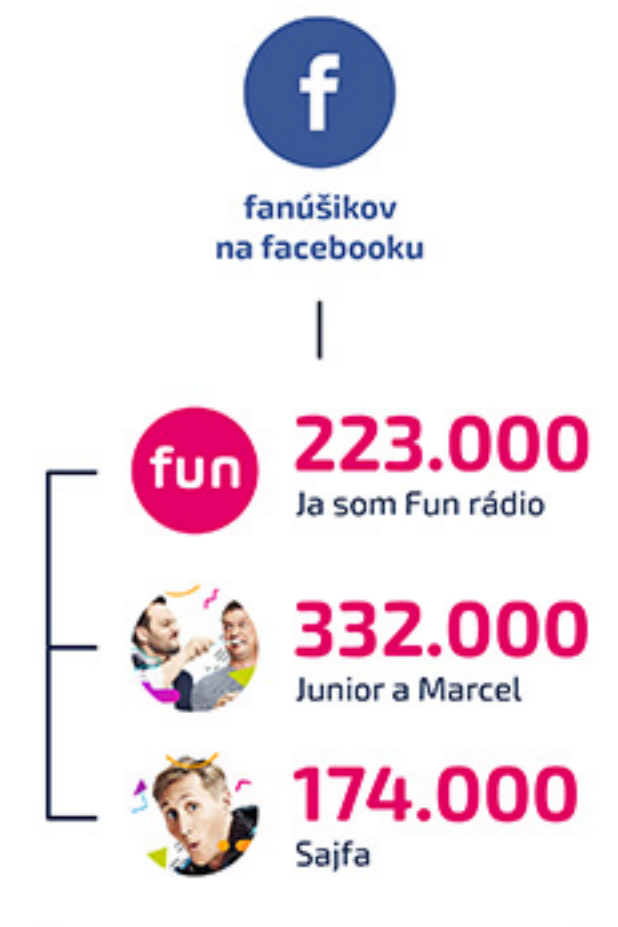 f
fanúšikov
na facebooku
fun
223.000
Ja som Fun rádio
332.000
Junior a Marcel
174.000
Sajfa